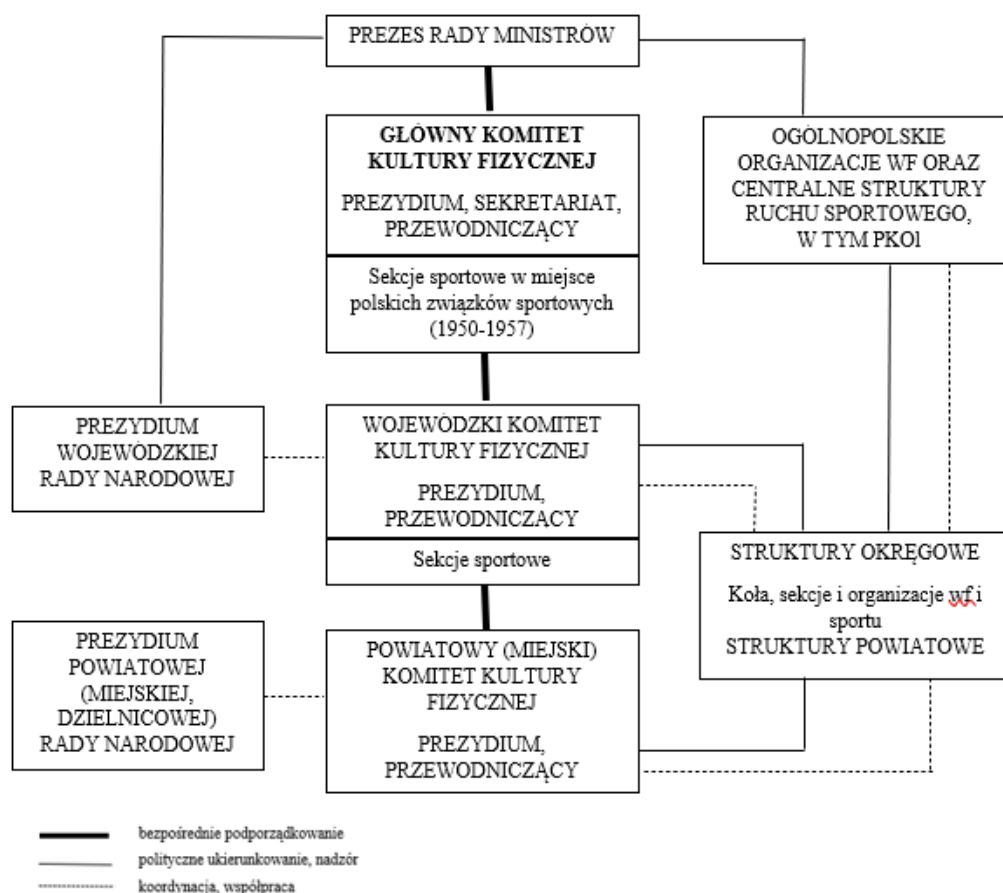 PREZES RADY MINISTRÓW
GŁÓWNY KOMITET
KULTURY FIZYCZNEJ
PREZYDIUM, SEKRETARIAT,
PRZEWODNICZĄCY
Sekcje sportowe w miejsce
polskich związków sportowych
(1950-1957)
OGÓLNOPOLSKIE
ORGANIZACJE WF ORAZ
CENTRALNE STRUKTURY
RUCHU SPORTOWEGO,
W TYM PKOl
PREZYDIUM
WOJEWÓDZKIEJ
RADY NARODOWEJ
WOJEWÓDZKI KOMITET
KULTURY FIZYCZNEJ
PREZYDIUM,
PRZEWODNICZACY
Sekcje sportowe
STRUKTURY OKRĘGOWE
Koła, sekcje i organizacje wf i
sportu
STRUKTURY POWIATOWE
PREZYDIUM
POWIATOWEJ
(MIEJSKIEJ,
DZIELNICOWEJ)
RADY NARODOWEJ
POWIATOWY (MIEJSKI)
KOMITET KULTURY
FIZYCZNEJ
PREZYDIUM,
PRZEWODNICZĄCY
bezpośrednie podporządkowanie
polityczne ukierunkowanie, nadzór
koordynacja, współpraca